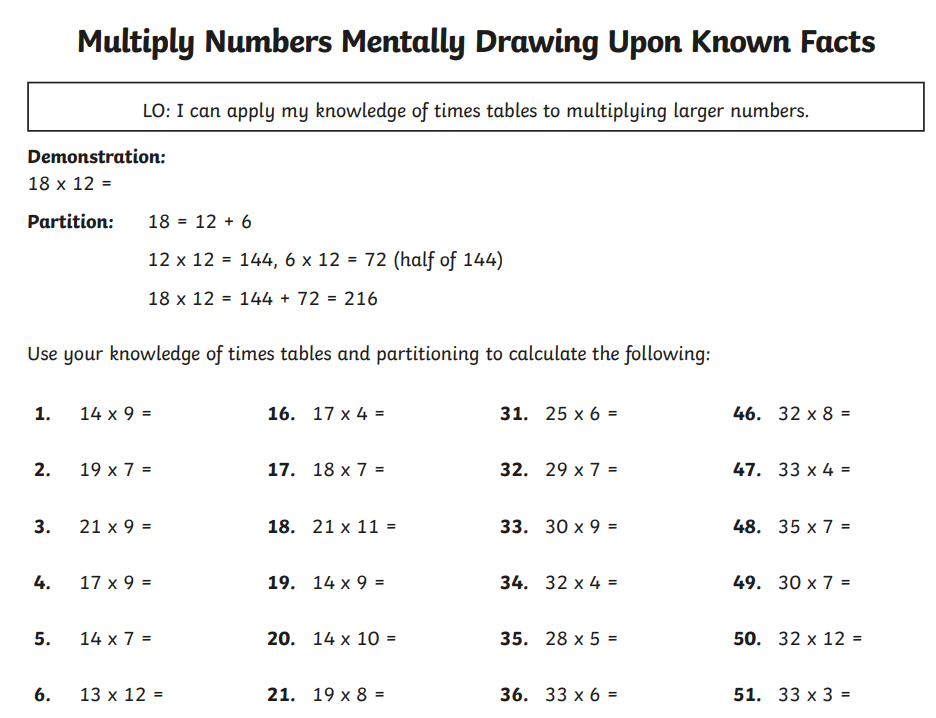 Multiply Numbers Mentally Drawing Upon Known Facts
LO: I can apply my knowledge of times tables to multiplying larger numbers.
Demonstration:
18 x 12 =
Partition: 18 = 12 + 6
12 x 12 = 144, 6 x 12 = 72 (half of 144)
18 x 12 = 144 + 72 = 216
Use your knowledge of times tables and partitioning to calculate the following:
1. 14 x 9 = 16. 17 x 4 = 31. 25 x 6 = 46. 32 x 8 =
2. 19 x 7 = 17. 18 x 7 = 32. 29 x 7 = 47. 33 x 4 =
3. 21 x 9 = 18. 21 x 11 = 33. 30 x 9 = 48. 35 x 7 =
4. 17 x 9 = 19. 14 x 9 = 34. 32 x 4 = 49. 30 x 7 =
5. 14 x 7 = 20. 14 x 10 = 35. 28 x 5 = 50. 32 x 12 =
6. 13 x 12 = 21. 19 x 8 = 36. 33 x 6 = 51. 33 x 3 =